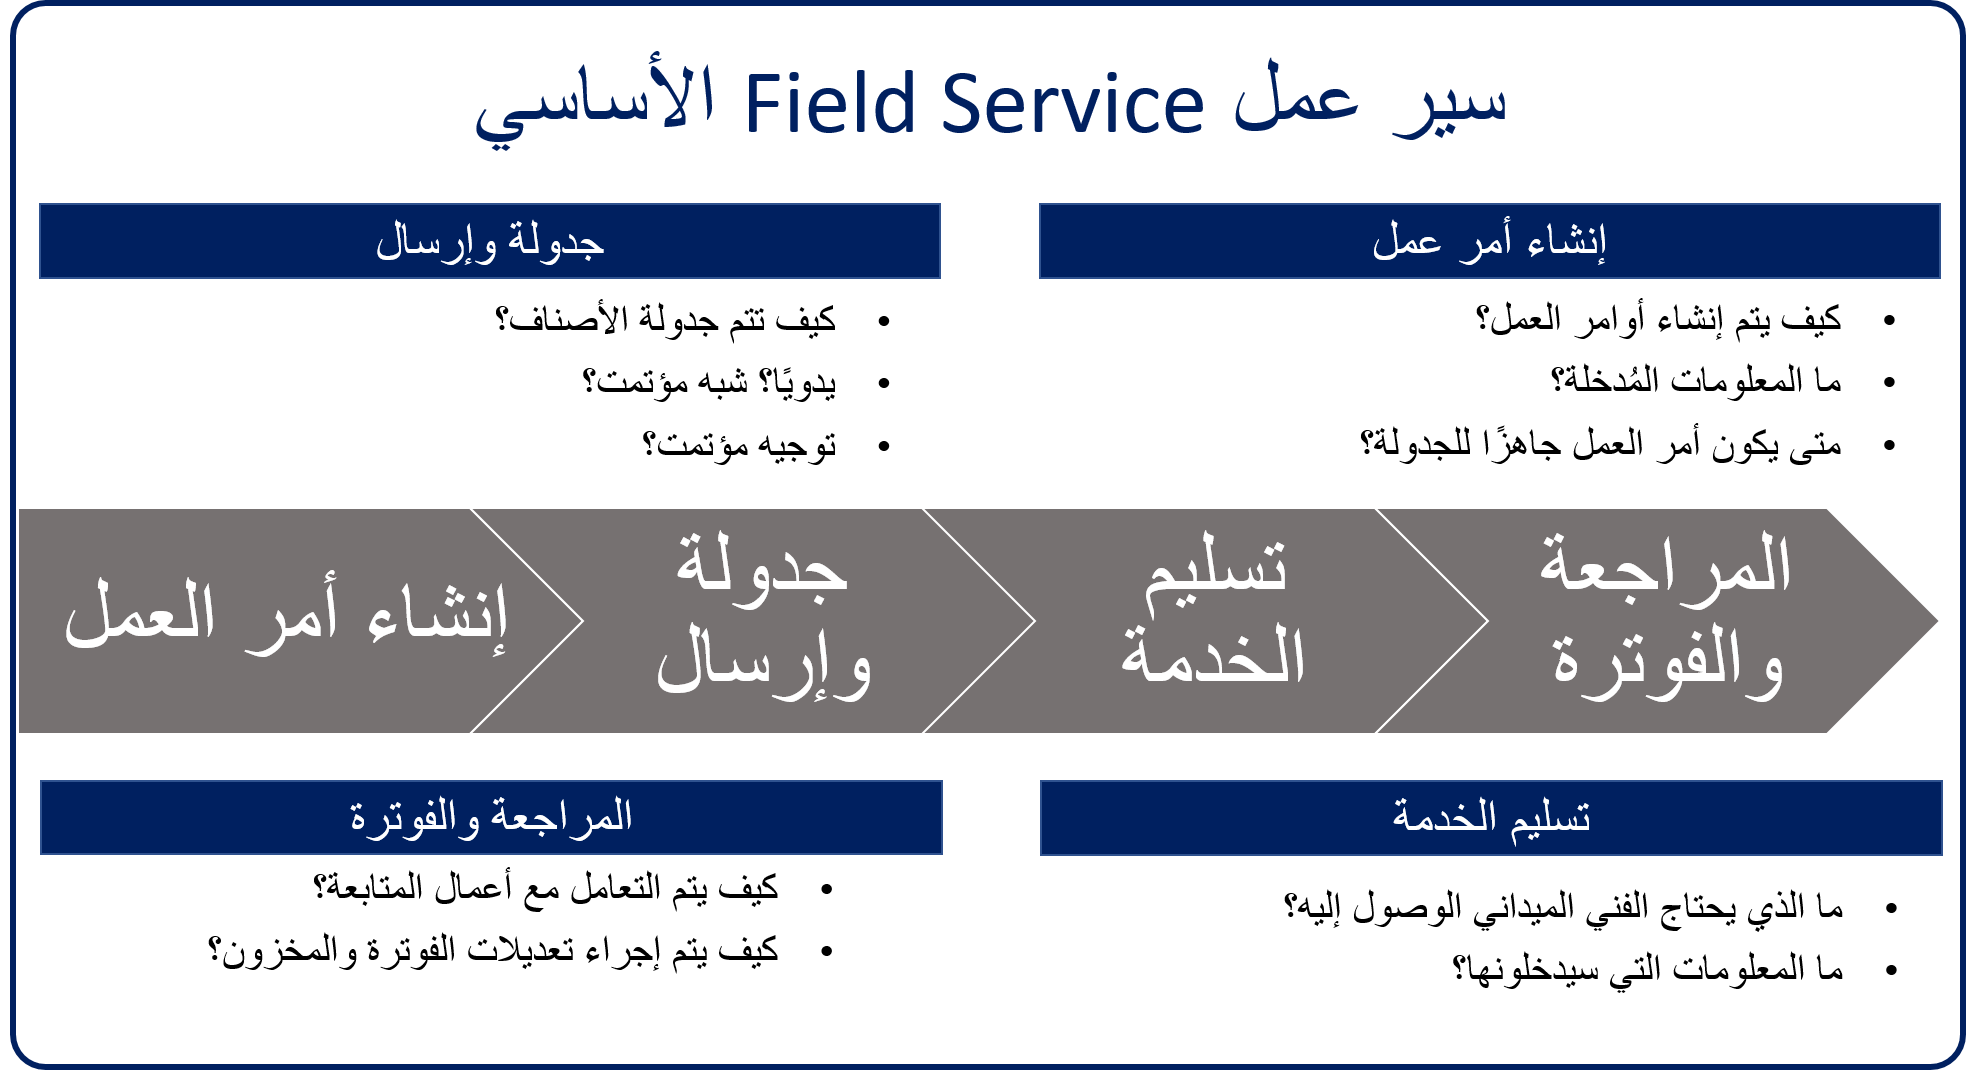 سير عمل Field Service الأساسي
إنشاء أمر عمل
• كيف يتم إنشاء أوامر العمل؟
• ما المعلومات المُدخلة؟
• متى يكون أمر العمل جاهزًا للجدولة؟
جدولة وإرسال
• كيف تتم جدولة الأصناف؟
• يدويًا؟ شبه مؤتمت؟
• توجيه مؤتمت؟
إنشاء أمر العمل
جدولة
وإرسال
تسليم
الخدمة
المراجعة
والفوترة
تسليم الخدمة
• ما الذي يحتاج الفني الميداني الوصول إليه؟
• ما المعلومات التي سيدخلونها؟
المراجعة والفوترة
• كيف يتم التعامل مع أعمال المتابعة؟
• كيف يتم إجراء تعديلات الفوترة والمخزون؟